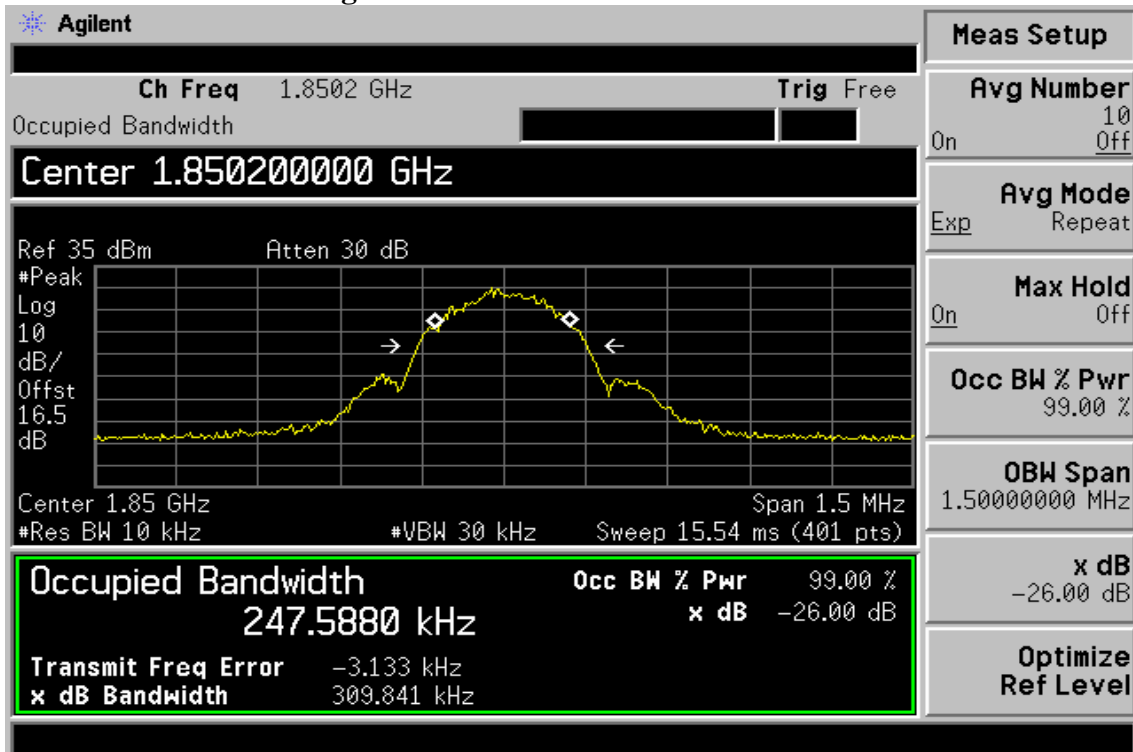 Agilent
Ch Freq 1.8502 GHz Trig Free
Occupied Bandwidth
Center 1.850200000 GHz
Ref 35 dBm Atten 30 dB
#Peak
Log
10
dB/
Offst
16.5
dB
Center 1.85 GHz Span 1.5 MHz
#Res BW 10 kHz #VBW 30 kHz Sweep 15.54 ms (401 pts)
Occupied Bandwidth
247.5880 kHz
Occ BW % Pwr 99.00 %
x dB -26.00 dB
Transmit Freq Error -3.133 kHz
x dB Bandwidth 309.841 kHz
Meas Setup
Avg Number
10
On Off
Avg Mode
Exp Repeat
Max Hold
On Off
Occ BW % Pwr
99.00 %
OBW Span
1.50000000 MHz
x dB
-26.00 dB
Optimize
Ref Level